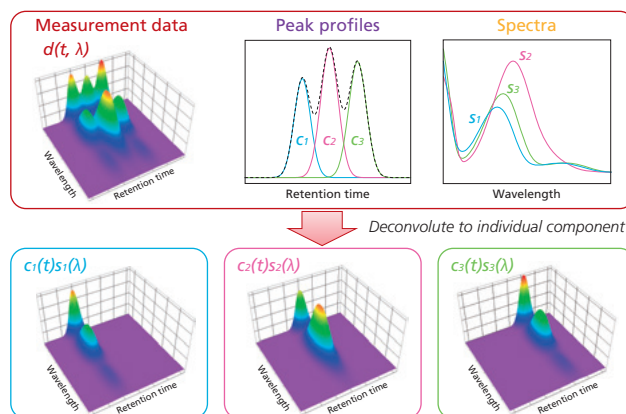 Measurement data
d(t, λ)
Wavelength
Retention time
Peak profiles
C1
C2
C3
Retention time
Spectra
S1
S2
S3
Wavelength
Deconvolute to individual component
c1(t)s1(λ)
Wavelength
Retention time
c2(t)s2(λ)
Wavelength
Retention time
c3(t)s3(λ)
Wavelength
Retention time